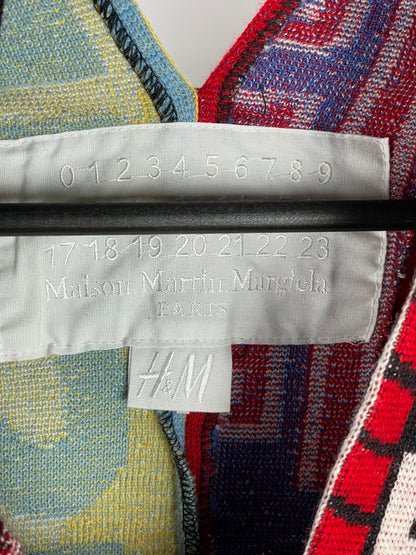 0 1 2 3 4 5 6 7 8 9
17 18 19 20 21 22 23
Maison Martin Margiela
PARIS
H&M